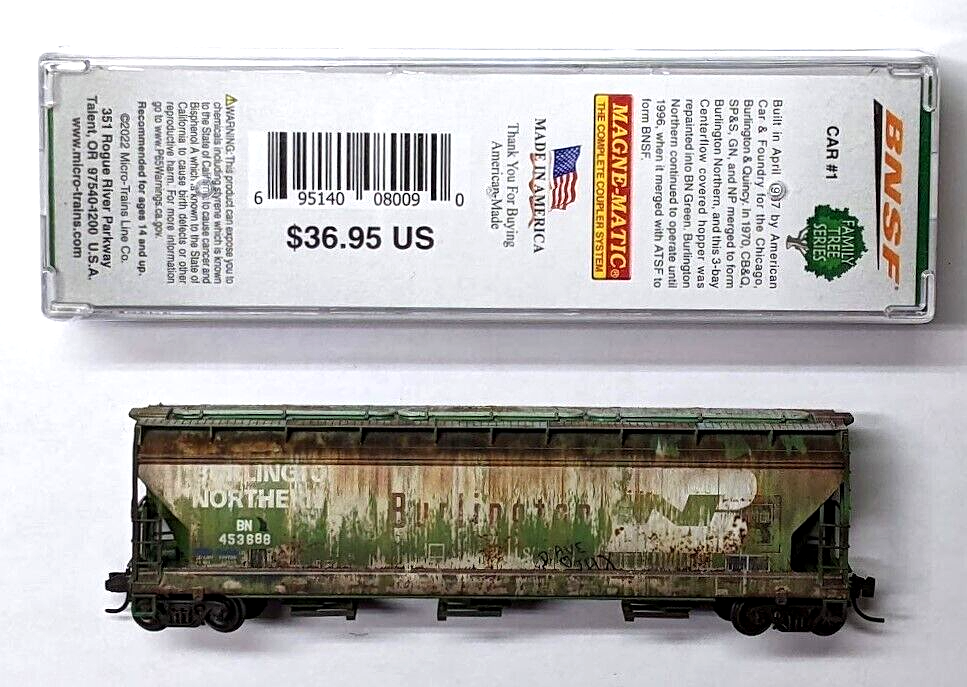 BNSF
FAMILY
TREE
SERIES
CAR #1
Built in April by American
Car & Foundry for the Chicago,
Burlington & Quincy. In 1970, CB&Q,
SP&S, GN, and NP merged to form
Burlington Northern, and this 3-bay
Centerflow covered hopper was
repainted into BN Green. Burlington
Northern continued to operate until
1996, when it merged with ATSF to
form BNSF.
MAGNE-MATIC®
THE COMPLETE COUPLER SYSTEM
MADE IN AMERICA
Thank You For Buying
American-Made
6 95140 08009 0
$36.95 US
⚠WARNING: This product can expose you to
chemicals including styrene which is known
to the State of California to cause cancer and
Bisphenol A which is known to the State of
California to cause birth defects or other
reproductive harm. For more information
go to www.P65Warnings.ca.gov.
Recommended for ages 14 and up.
©2022 Micro-Trains Line Co.
351 Rogue River Parkway
Talent, OR 97540-1200 U.S.A.
www.micro-trains.com
NORTHE
BN
453688
Burlington
DAVE